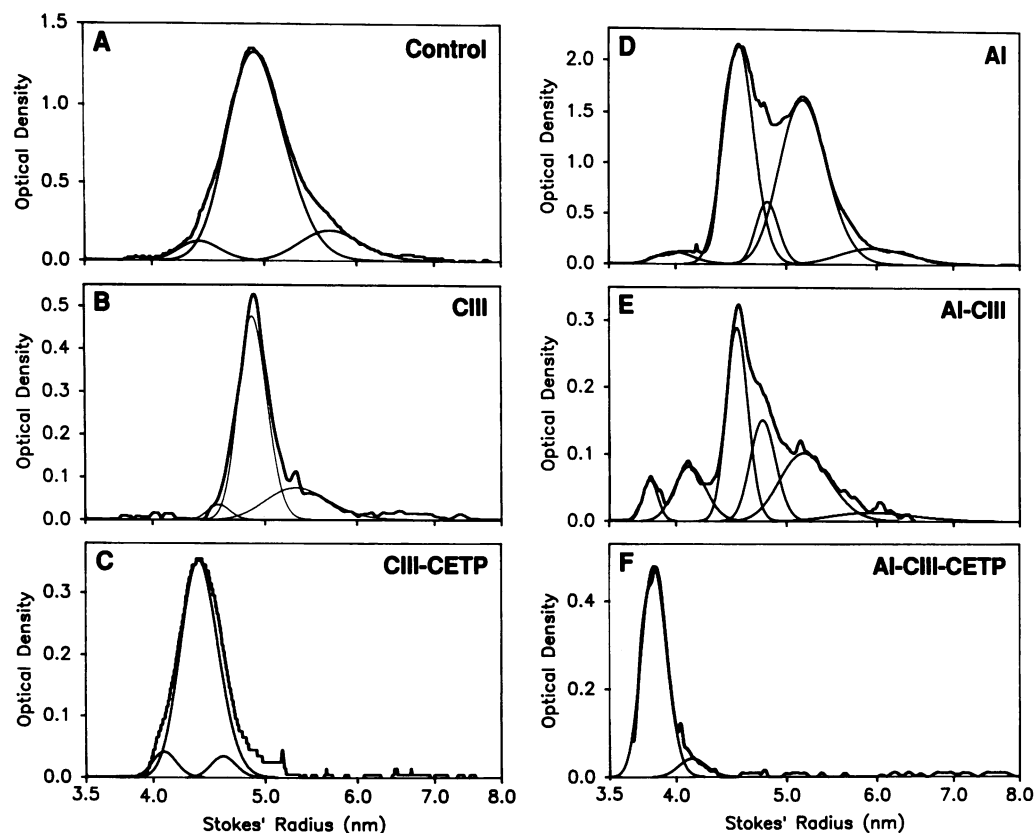 A
Control
1.5
1.0
0.5
0.0
Optical Density
B
CIII
0.5
0.4
0.3
0.2
0.1
0.0
Optical Density
C
CIII-CETP
0.3
0.2
0.1
0.0
Optical Density
3.5 4.0 5.0 6.0 7.0 8.0
Stokes' Radius (nm)
D
AI
2.0
1.5
1.0
0.5
0.0
Optical Density
E
AI-CIII
0.3
0.2
0.1
0.0
Optical Density
F
AI-CIII-CETP
0.4
0.2
0.0
Optical Density
3.5 4.0 5.0 6.0 7.0 8.0
Stokes' Radius (nm)